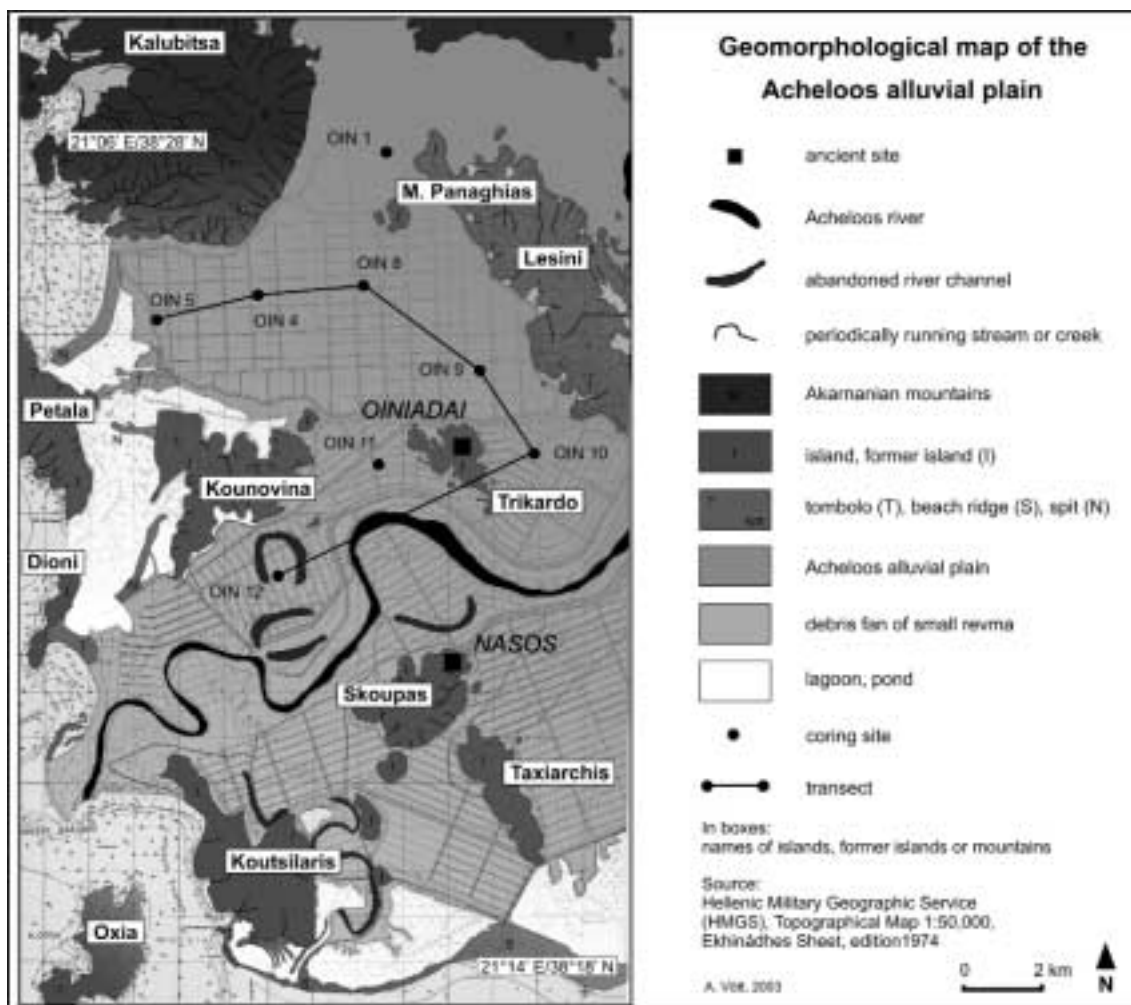 Kalubitsa
21°06' E/38°28' N
OIN 1
M. Panaghias
Lesini
OIN 8
OIN 5
OIN 4
OIN 9
Petala
OINIADAI
OIN 11
OIN 10
Kounovina
Trikardo
Dioni
OIN 12
NASOS
Skoupas
Taxiarchis
Koutsilaris
Oxia
21°14' E/38°18' N
Geomorphological map of the
Acheloos alluvial plain
ancient site
Acheloos river
abandoned river channel
periodically running stream or creek
Akarnanian mountains
island, former island (I)
tombolo (T), beach ridge (S), spit (N)
Acheloos alluvial plain
debris fan of small revma
lagoon, pond
coring site
transect
In boxes:
names of islands, former islands or mountains
Source:
Hellenic Military Geographic Service
(HMGS), Topographical Map 1:50,000,
Ekhinádhes Sheet, edition1974
A. Vött, 2003
0 2 km
N